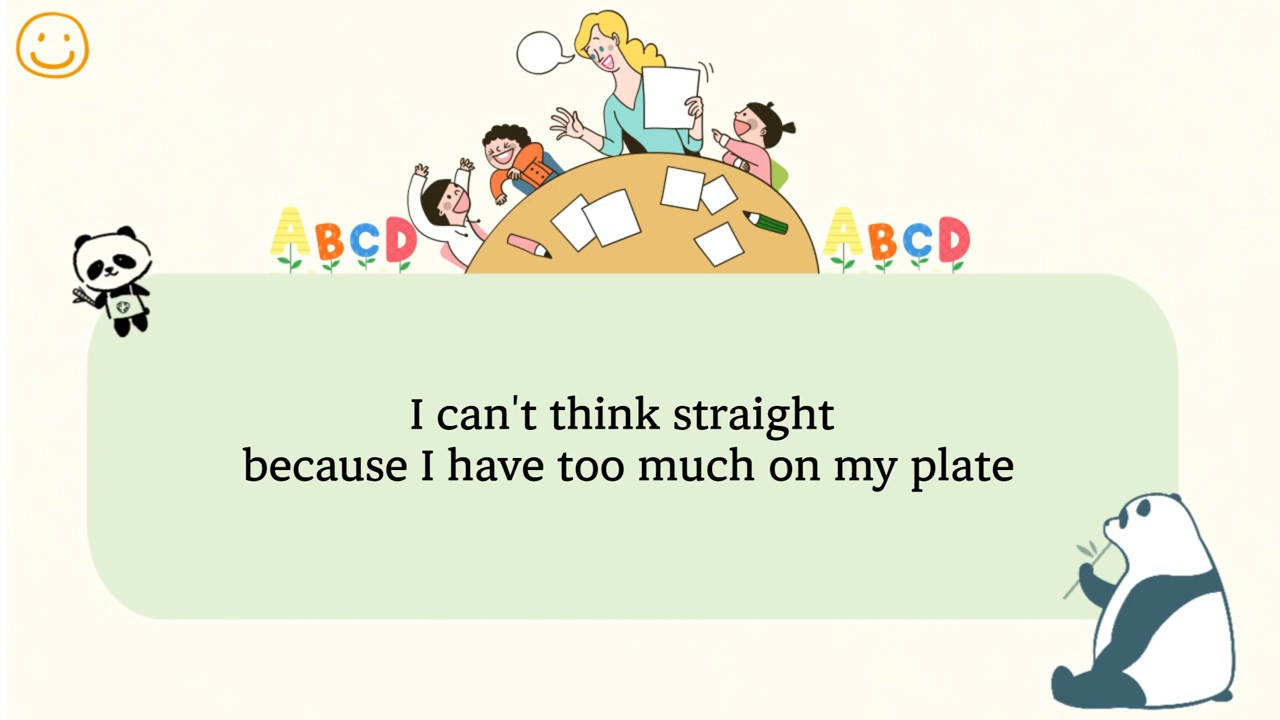 ABCD ABCD
I can't think straight
because I have too much on my plate